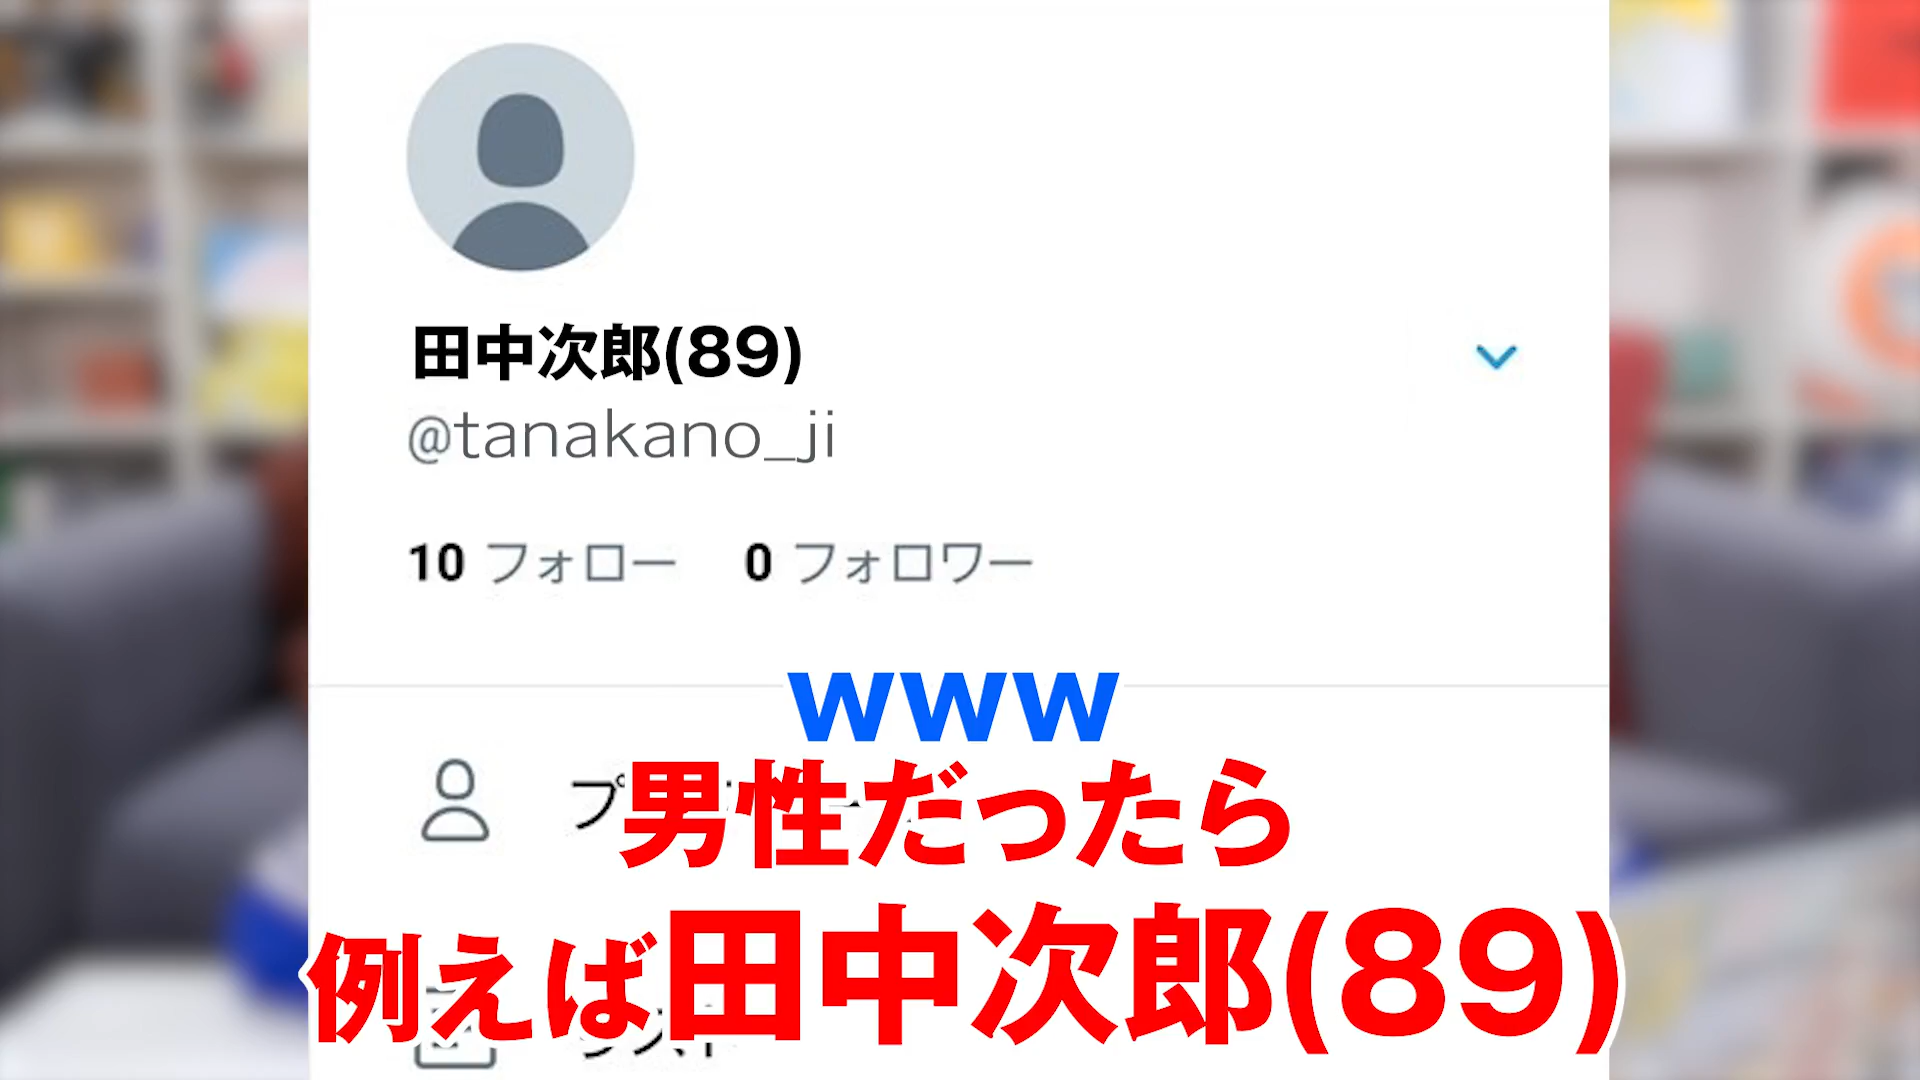 田中次郎(89)
@tanakano_ji
10 フォロー 0 フォロワー
www
男性だったら
例えば田中次郎(89)